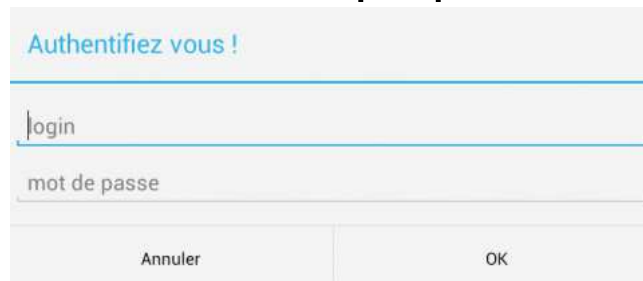 Authentifiez vous !
login
mot de passe
Annuler OK